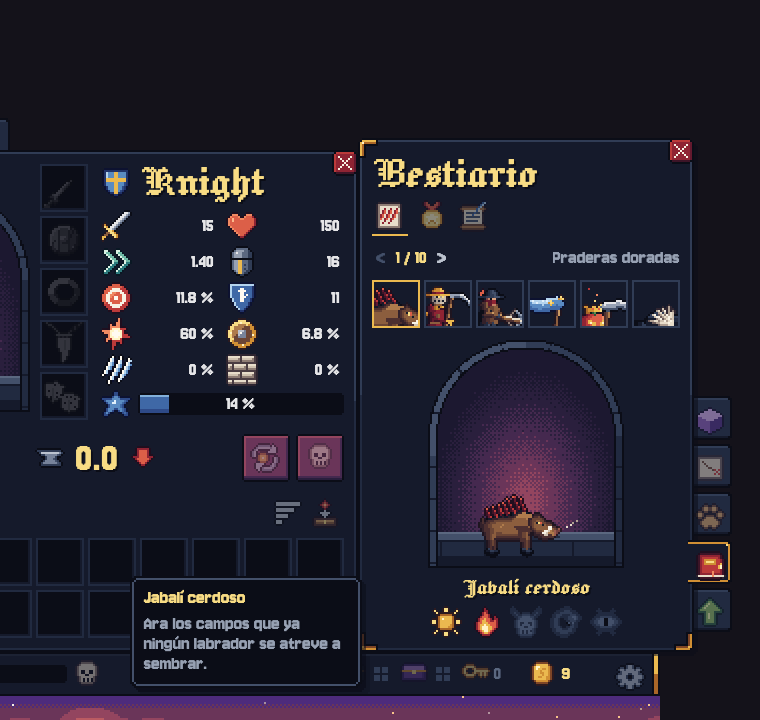 Knight
15 150
1.40 16
11.8 % 11
60 % 6.8 %
0 % 0 %
14 %
0.0
Bestiario
< 1 / 10 > Praderas doradas
Jabalí cerdoso
Jabalí cerdoso
Ara los campos que ya
ningún labrador se atreve a
sembrar.
0 9